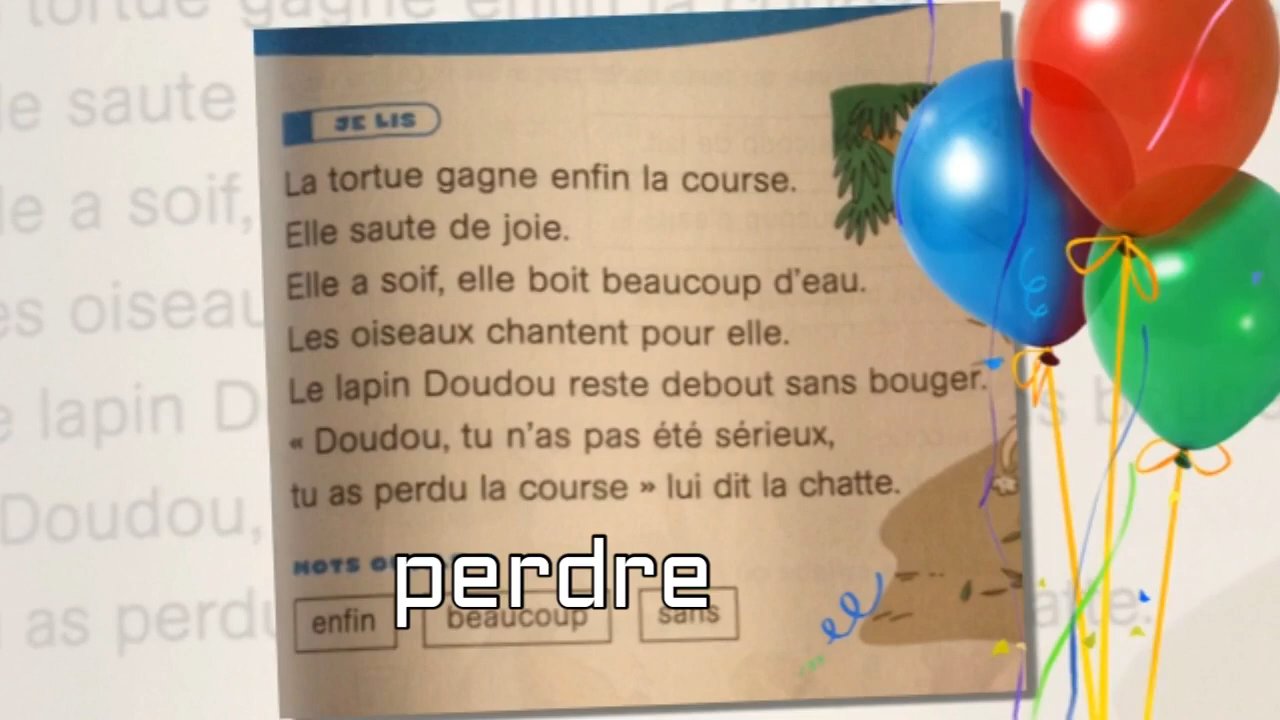 JE LIS
La tortue gagne enfin la course.
Elle saute de joie.
Elle a soif, elle boit beaucoup d'eau.
Les oiseaux chantent pour elle.
Le lapin Doudou reste debout sans bouger.
« Doudou, tu n'as pas été sérieux,
tu as perdu la course » lui dit la chatte.
MOTS
perdre
enfin beaucoup sans